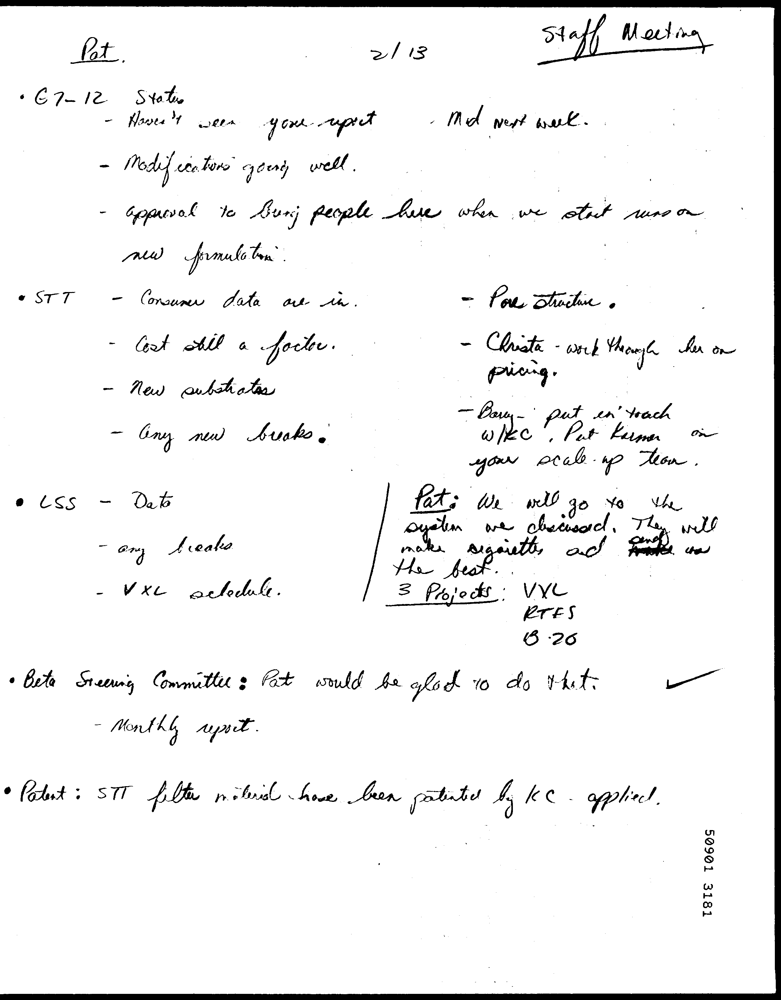 Pat. 2/13 Staff Meeting
• G7-12 Status
- Haven't seen your report - Mid next week.
- Modifications going well.
- approval to bring people here when we start runs on
new formulation.
• STT - Consumer data are in.
- Cost still a factor.
- New substrates
- any new breaks.
- Pore structure.
- Christa - work through her on
pricing.
- Barry - put in touch
w/KC. Put on
your scale-up team.
• LSS - Data
- any breaks
- VXL schedule.
Pat: We will go to the
system we discussed. They will
make sigarettes and send us
the best.
3 Projects: VXL
RTFS
B-20
• Beta Steering Committee: Pat would be glad to do that. ✓
- Monthly report.
• Patent: STT filter material have been patented by KC - applied.
50901 3181